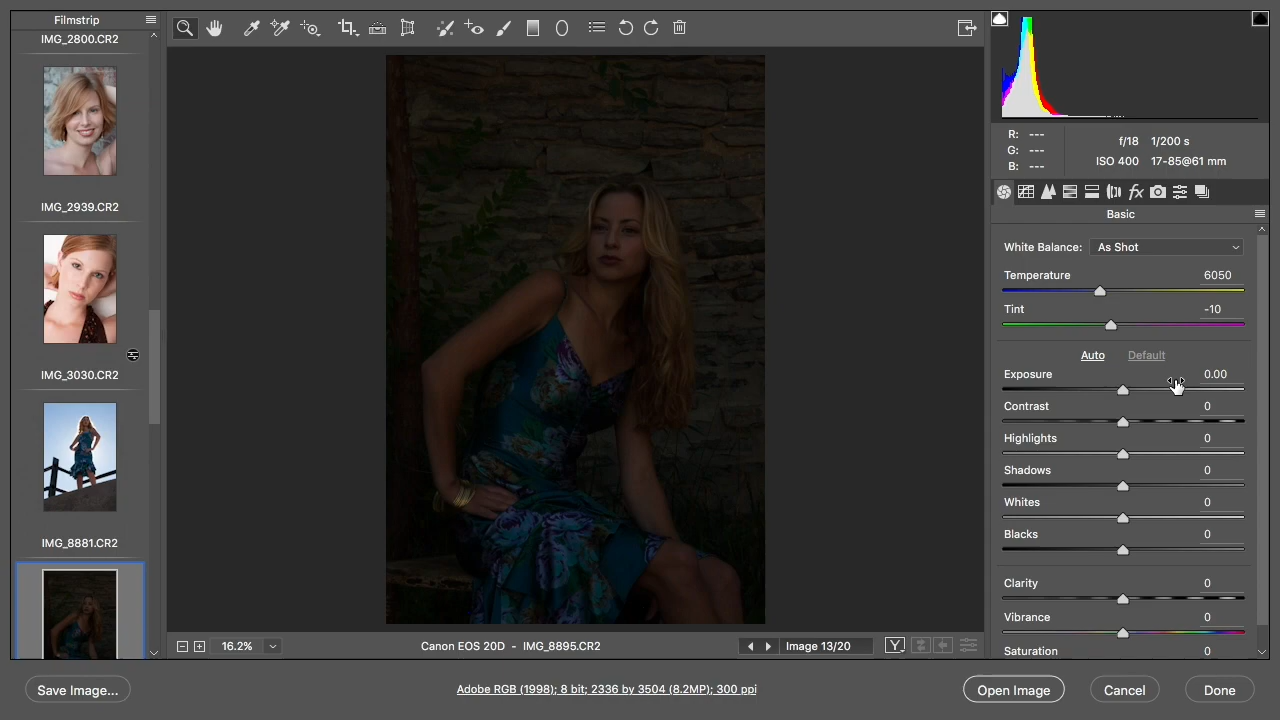 Filmstrip
IMG_2800.CR2
IMG_2939.CR2
IMG_3030.CR2
IMG_8881.CR2
16.2%
Canon EOS 20D - IMG_8895.CR2
Image 13/20
Y
R: ---
G: ---
B: ---
f/18 1/200 s
ISO 400 17-85@61 mm
fx
Basic
White Balance: As Shot
Temperature 6050
Tint -10
Auto Default
Exposure 0.00
Contrast 0
Highlights 0
Shadows 0
Whites 0
Blacks 0
Clarity 0
Vibrance 0
Saturation 0
Save Image...
Adobe RGB (1998); 8 bit; 2336 by 3504 (8.2MP); 300 ppi
Open Image
Cancel
Done